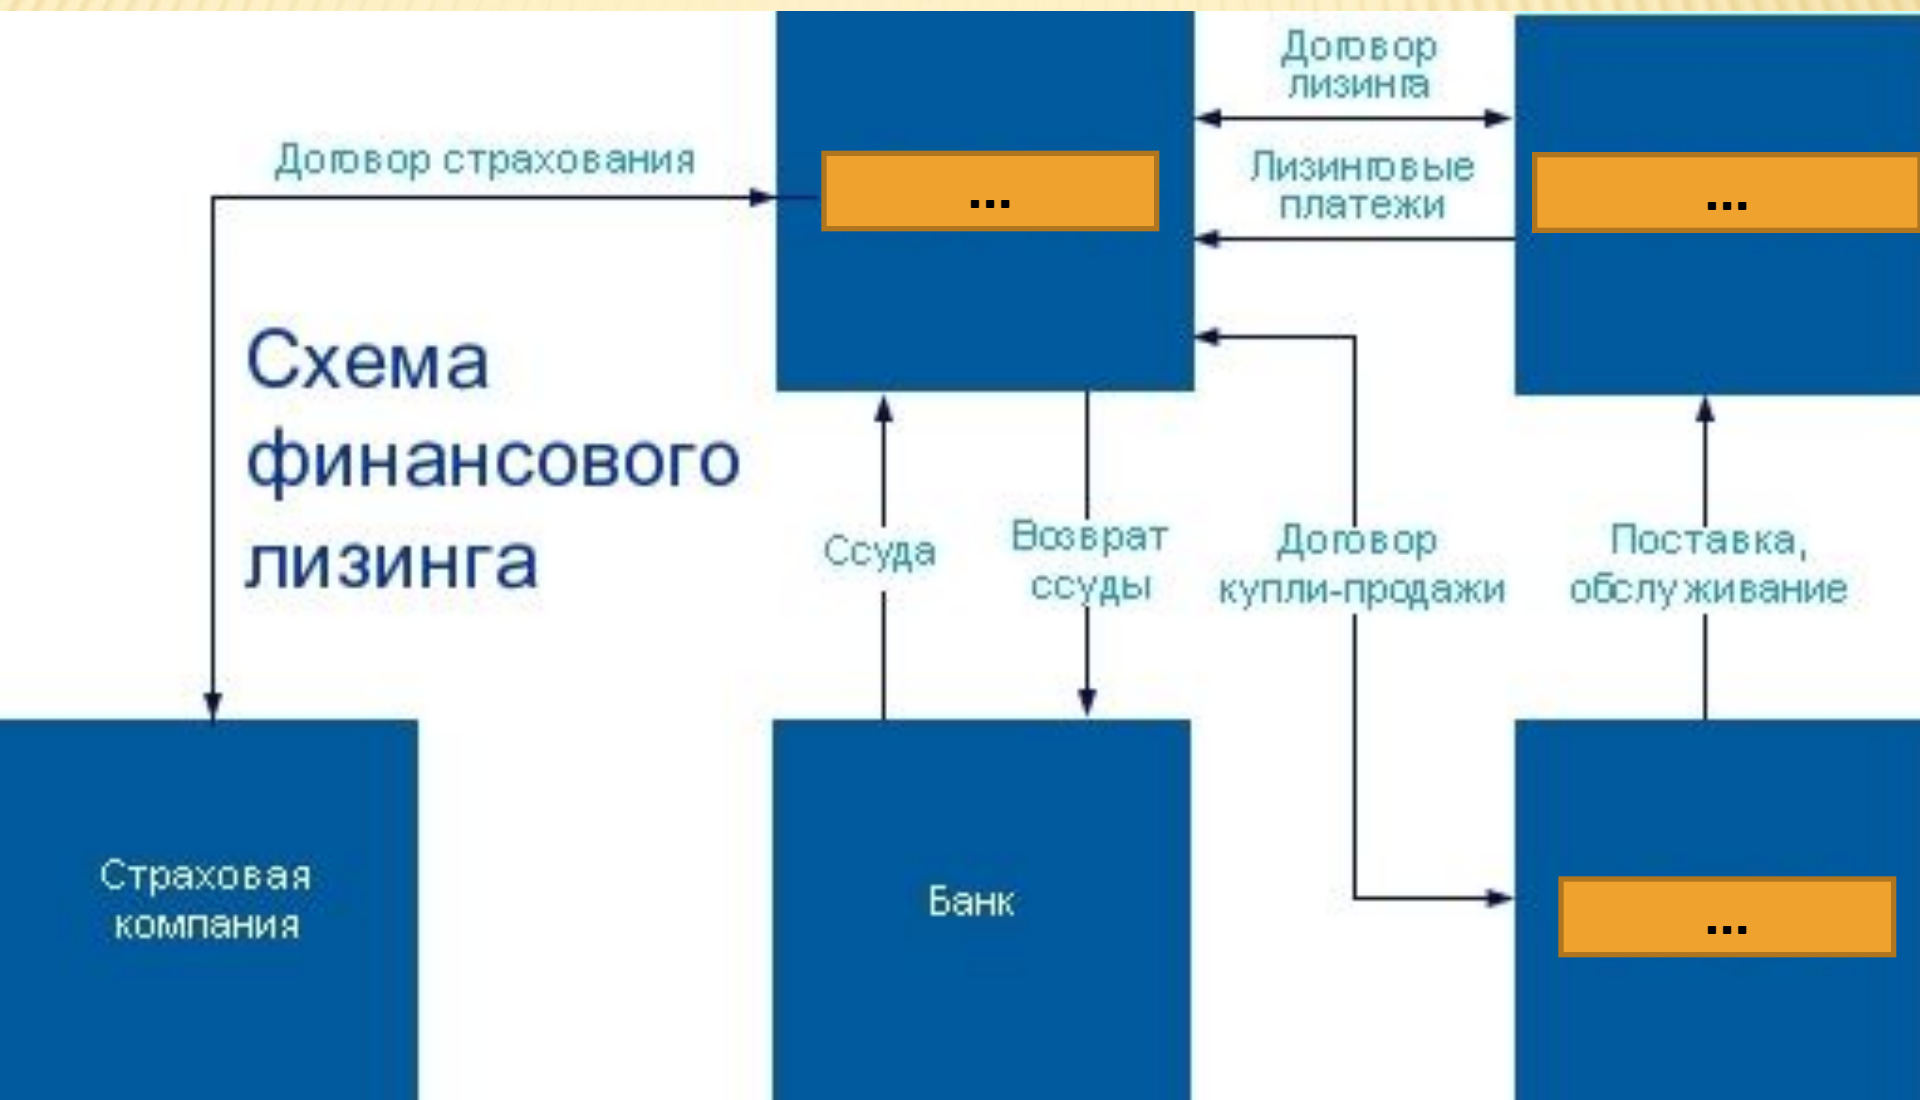 Договор
лизинга
Договор страхования
...
Лизинговые
платежи
...
Схема
финансового
лизинга
Ссуда
Возврат
ссуды
Договор
купли-продажи
Поставка,
обслуживание
Страховая
компания
Банк
...